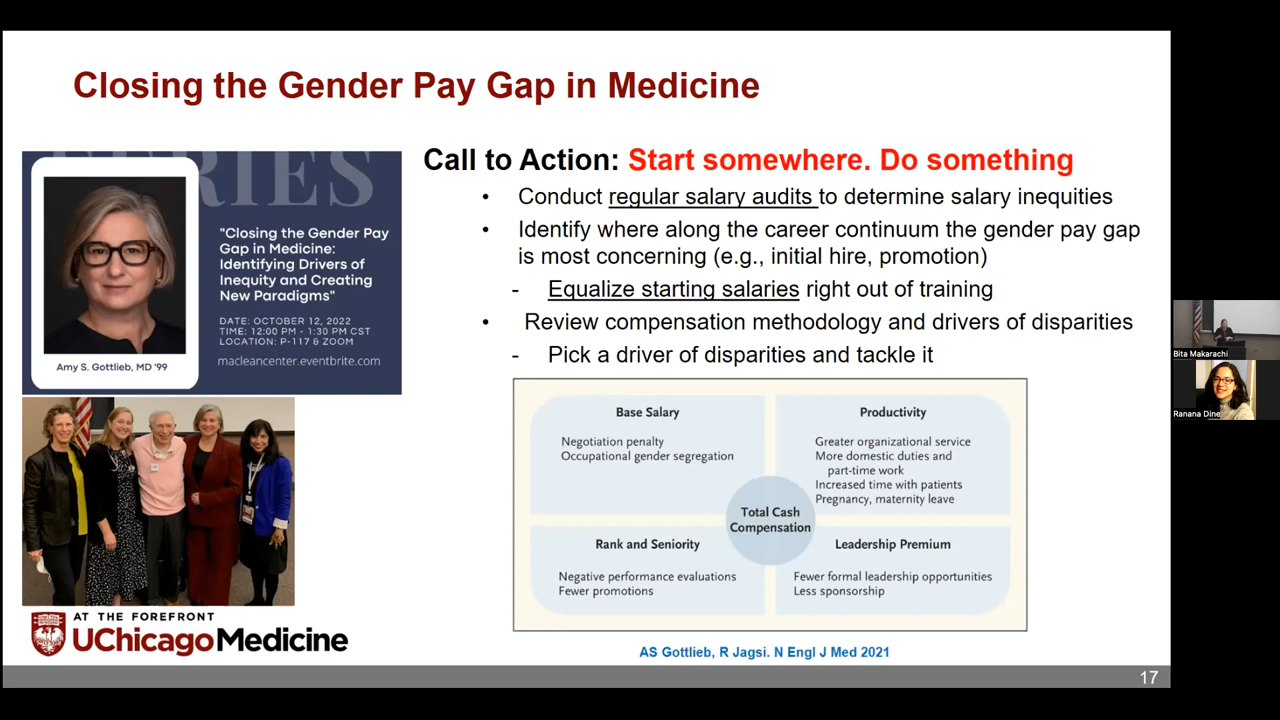 Closing the Gender Pay Gap in Medicine
SERIES
"Closing the Gender Pay
Gap in Medicine:
Identifying Drivers of
Inequity and Creating
New Paradigms"
DATE: OCTOBER 12, 2022
TIME: 12:00 PM - 1:30 PM CST
LOCATION: P-117 & ZOOM
macleancenter.eventbrite.com
Amy S. Gottlieb, MD '99
Call to Action: Start somewhere. Do something
• Conduct regular salary audits to determine salary inequities
• Identify where along the career continuum the gender pay gap
is most concerning (e.g., initial hire, promotion)
- Equalize starting salaries right out of training
• Review compensation methodology and drivers of disparities
- Pick a driver of disparities and tackle it
Base Salary
Negotiation penalty
Occupational gender segregation
Productivity
Greater organizational service
More domestic duties and
part-time work
Increased time with patients
Pregnancy, maternity leave
Total Cash
Compensation
Rank and Seniority
Negative performance evaluations
Fewer promotions
Leadership Premium
Fewer formal leadership opportunities
Less sponsorship
AS Gottlieb, R Jagsi. N Engl J Med 2021
AT THE FOREFRONT
UChicago Medicine
17
Bita Makarachi
Ranana Dine